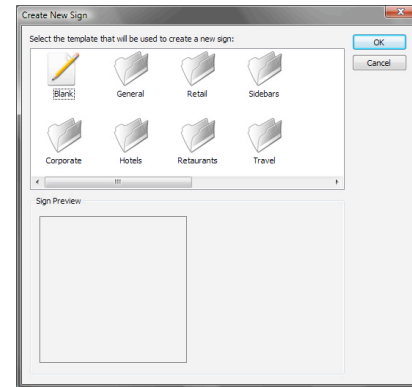 Create New Sign
Select the template that will be used to create a new sign:
OK
Cancel
Blank
General
Retail
Sidebars
Corporate
Hotels
Retaurants
Travel
Sign Preview